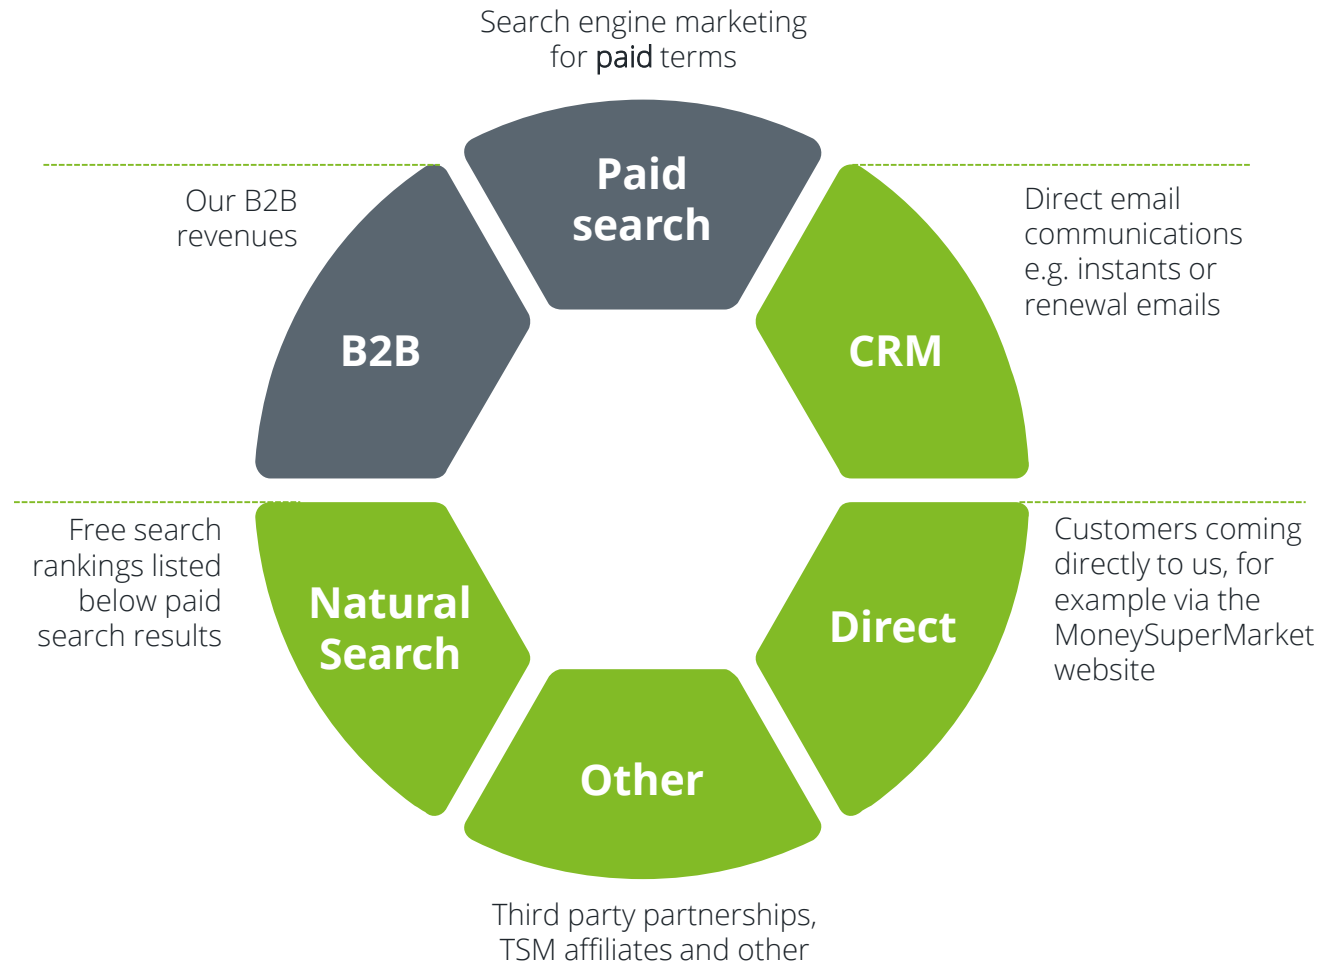 Search engine marketing
for paid terms
Paid
search
Our B2B
revenues
B2B
Direct email
communications
e.g. instants or
renewal emails
CRM
Free search
rankings listed
below paid
search results
Natural
Search
Customers coming
directly to us, for
example via the
MoneySuperMarket
website
Direct
Other
Third party partnerships,
TSM affiliates and other